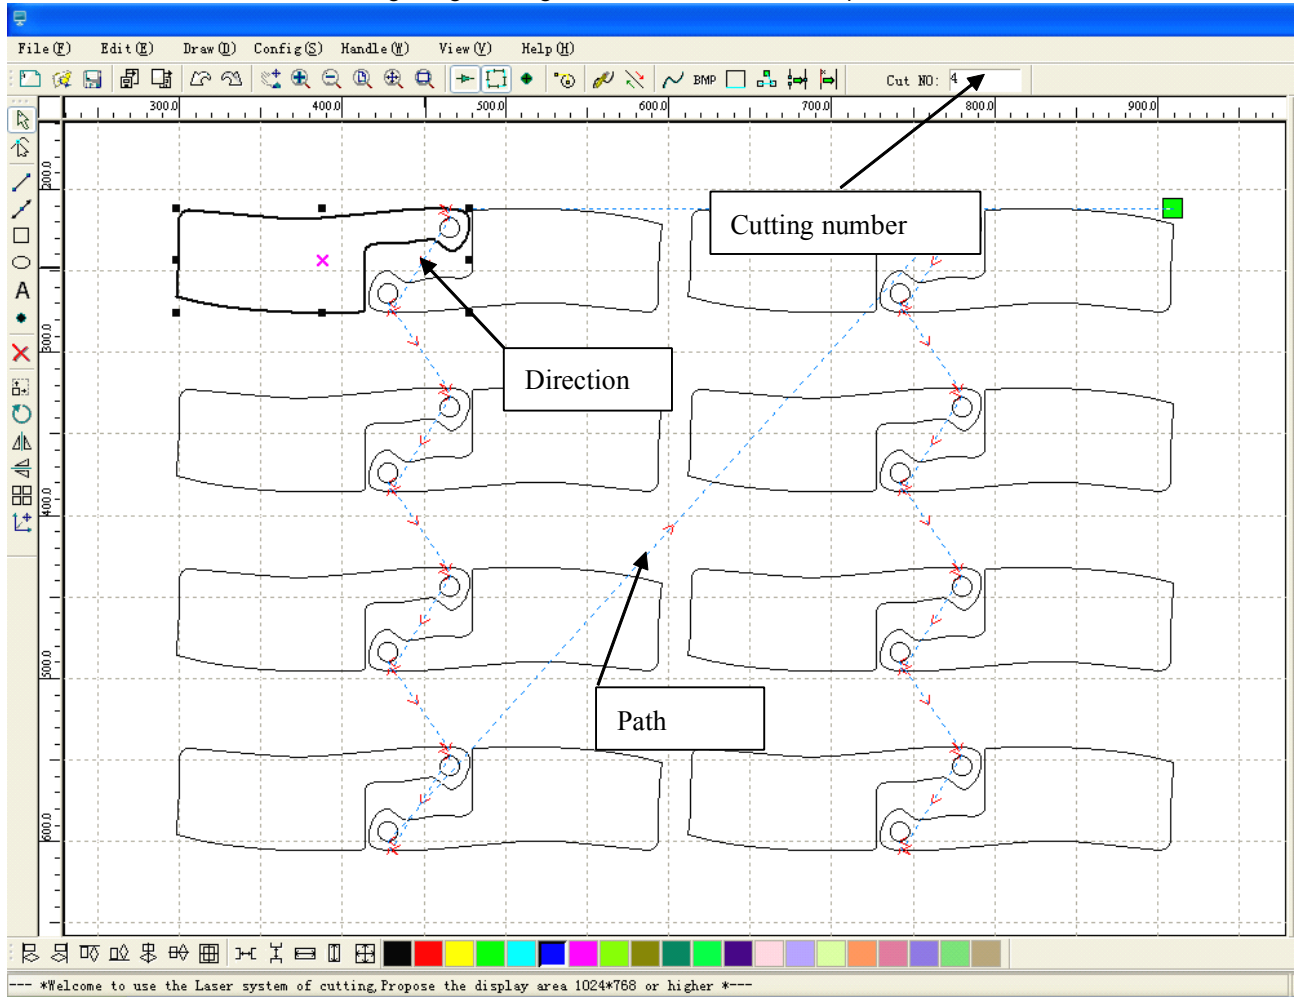 File(F) Edit(E) Draw(D) Config(S) Handle(W) View(V) Help(H)
BMP Cut NO: 4
300.0 400.0 500.0 600.0 700.0 800.0 900.0
200.0
Cutting number
300.0
Direction
A
400.0
500.0
Path
600.0
--- *Welcome to use the Laser system of cutting,Propose the display area 1024*768 or higher *---